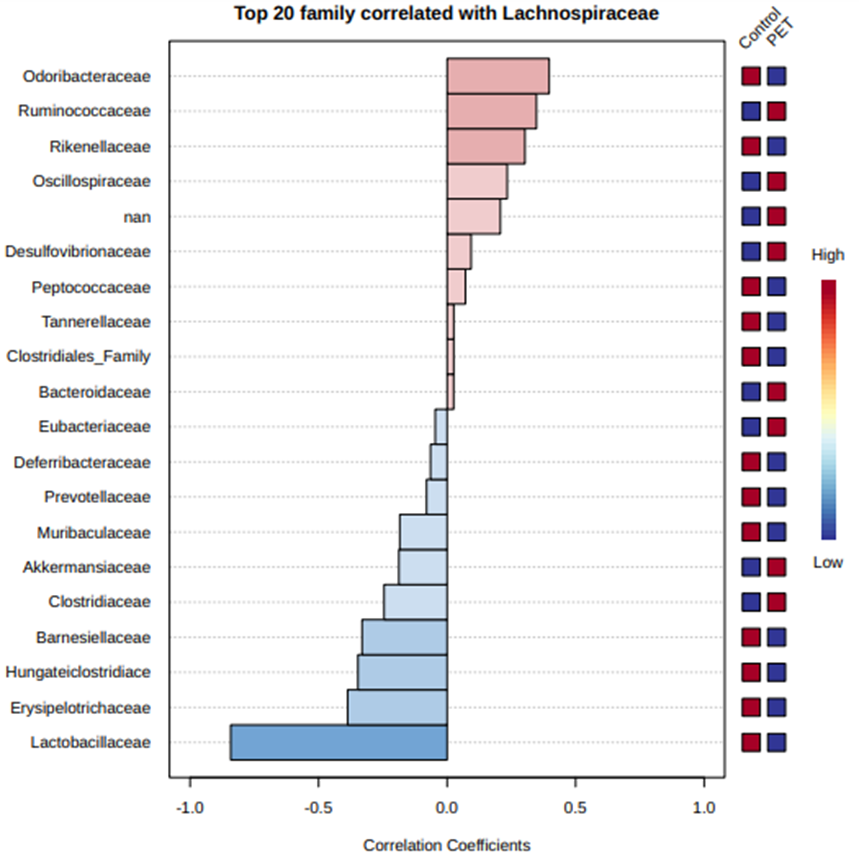 Top 20 family correlated with Lachnospiraceae
Control
PET
Odoribacteraceae
Ruminococcaceae
Rikenellaceae
Oscillospiraceae
nan
Desulfovibrionaceae
Peptococcaceae
Tannerellaceae
Clostridiales_Family
Bacteroidaceae
Eubacteriaceae
Deferribacteraceae
Prevotellaceae
Muribaculaceae
Akkermansiaceae
Clostridiaceae
Barnesiellaceae
Hungateiclostridiace
Erysipelotrichaceae
Lactobacillaceae
High
Low
-1.0 -0.5 0.0 0.5 1.0
Correlation Coefficients